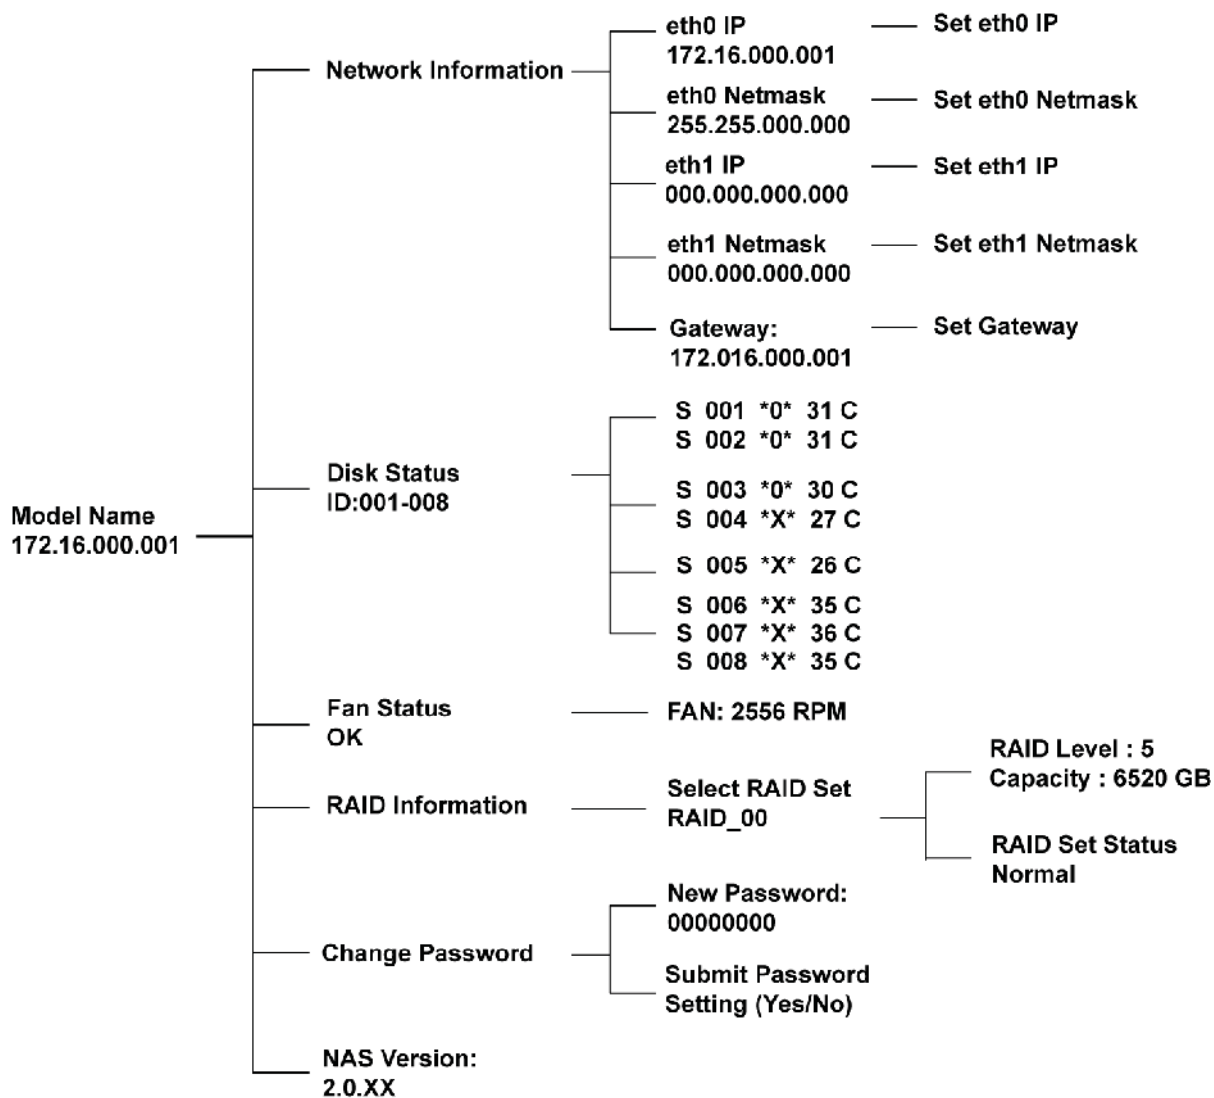 Model Name
172.16.000.001
Network Information
eth0 IP
172.16.000.001
Set eth0 IP
eth0 Netmask
255.255.000.000
Set eth0 Netmask
eth1 IP
000.000.000.000
Set eth1 IP
eth1 Netmask
000.000.000.000
Set eth1 Netmask
Gateway:
172.016.000.001
Set Gateway
Disk Status
ID:001-008
S 001 *0* 31 C
S 002 *0* 31 C
S 003 *0* 30 C
S 004 *X* 27 C
S 005 *X* 26 C
S 006 *X* 35 C
S 007 *X* 36 C
S 008 *X* 35 C
Fan Status
OK
FAN: 2556 RPM
RAID Information
Select RAID Set
RAID_00
RAID Level : 5
Capacity : 6520 GB
RAID Set Status
Normal
Change Password
New Password:
00000000
Submit Password
Setting (Yes/No)
NAS Version:
2.0.XX